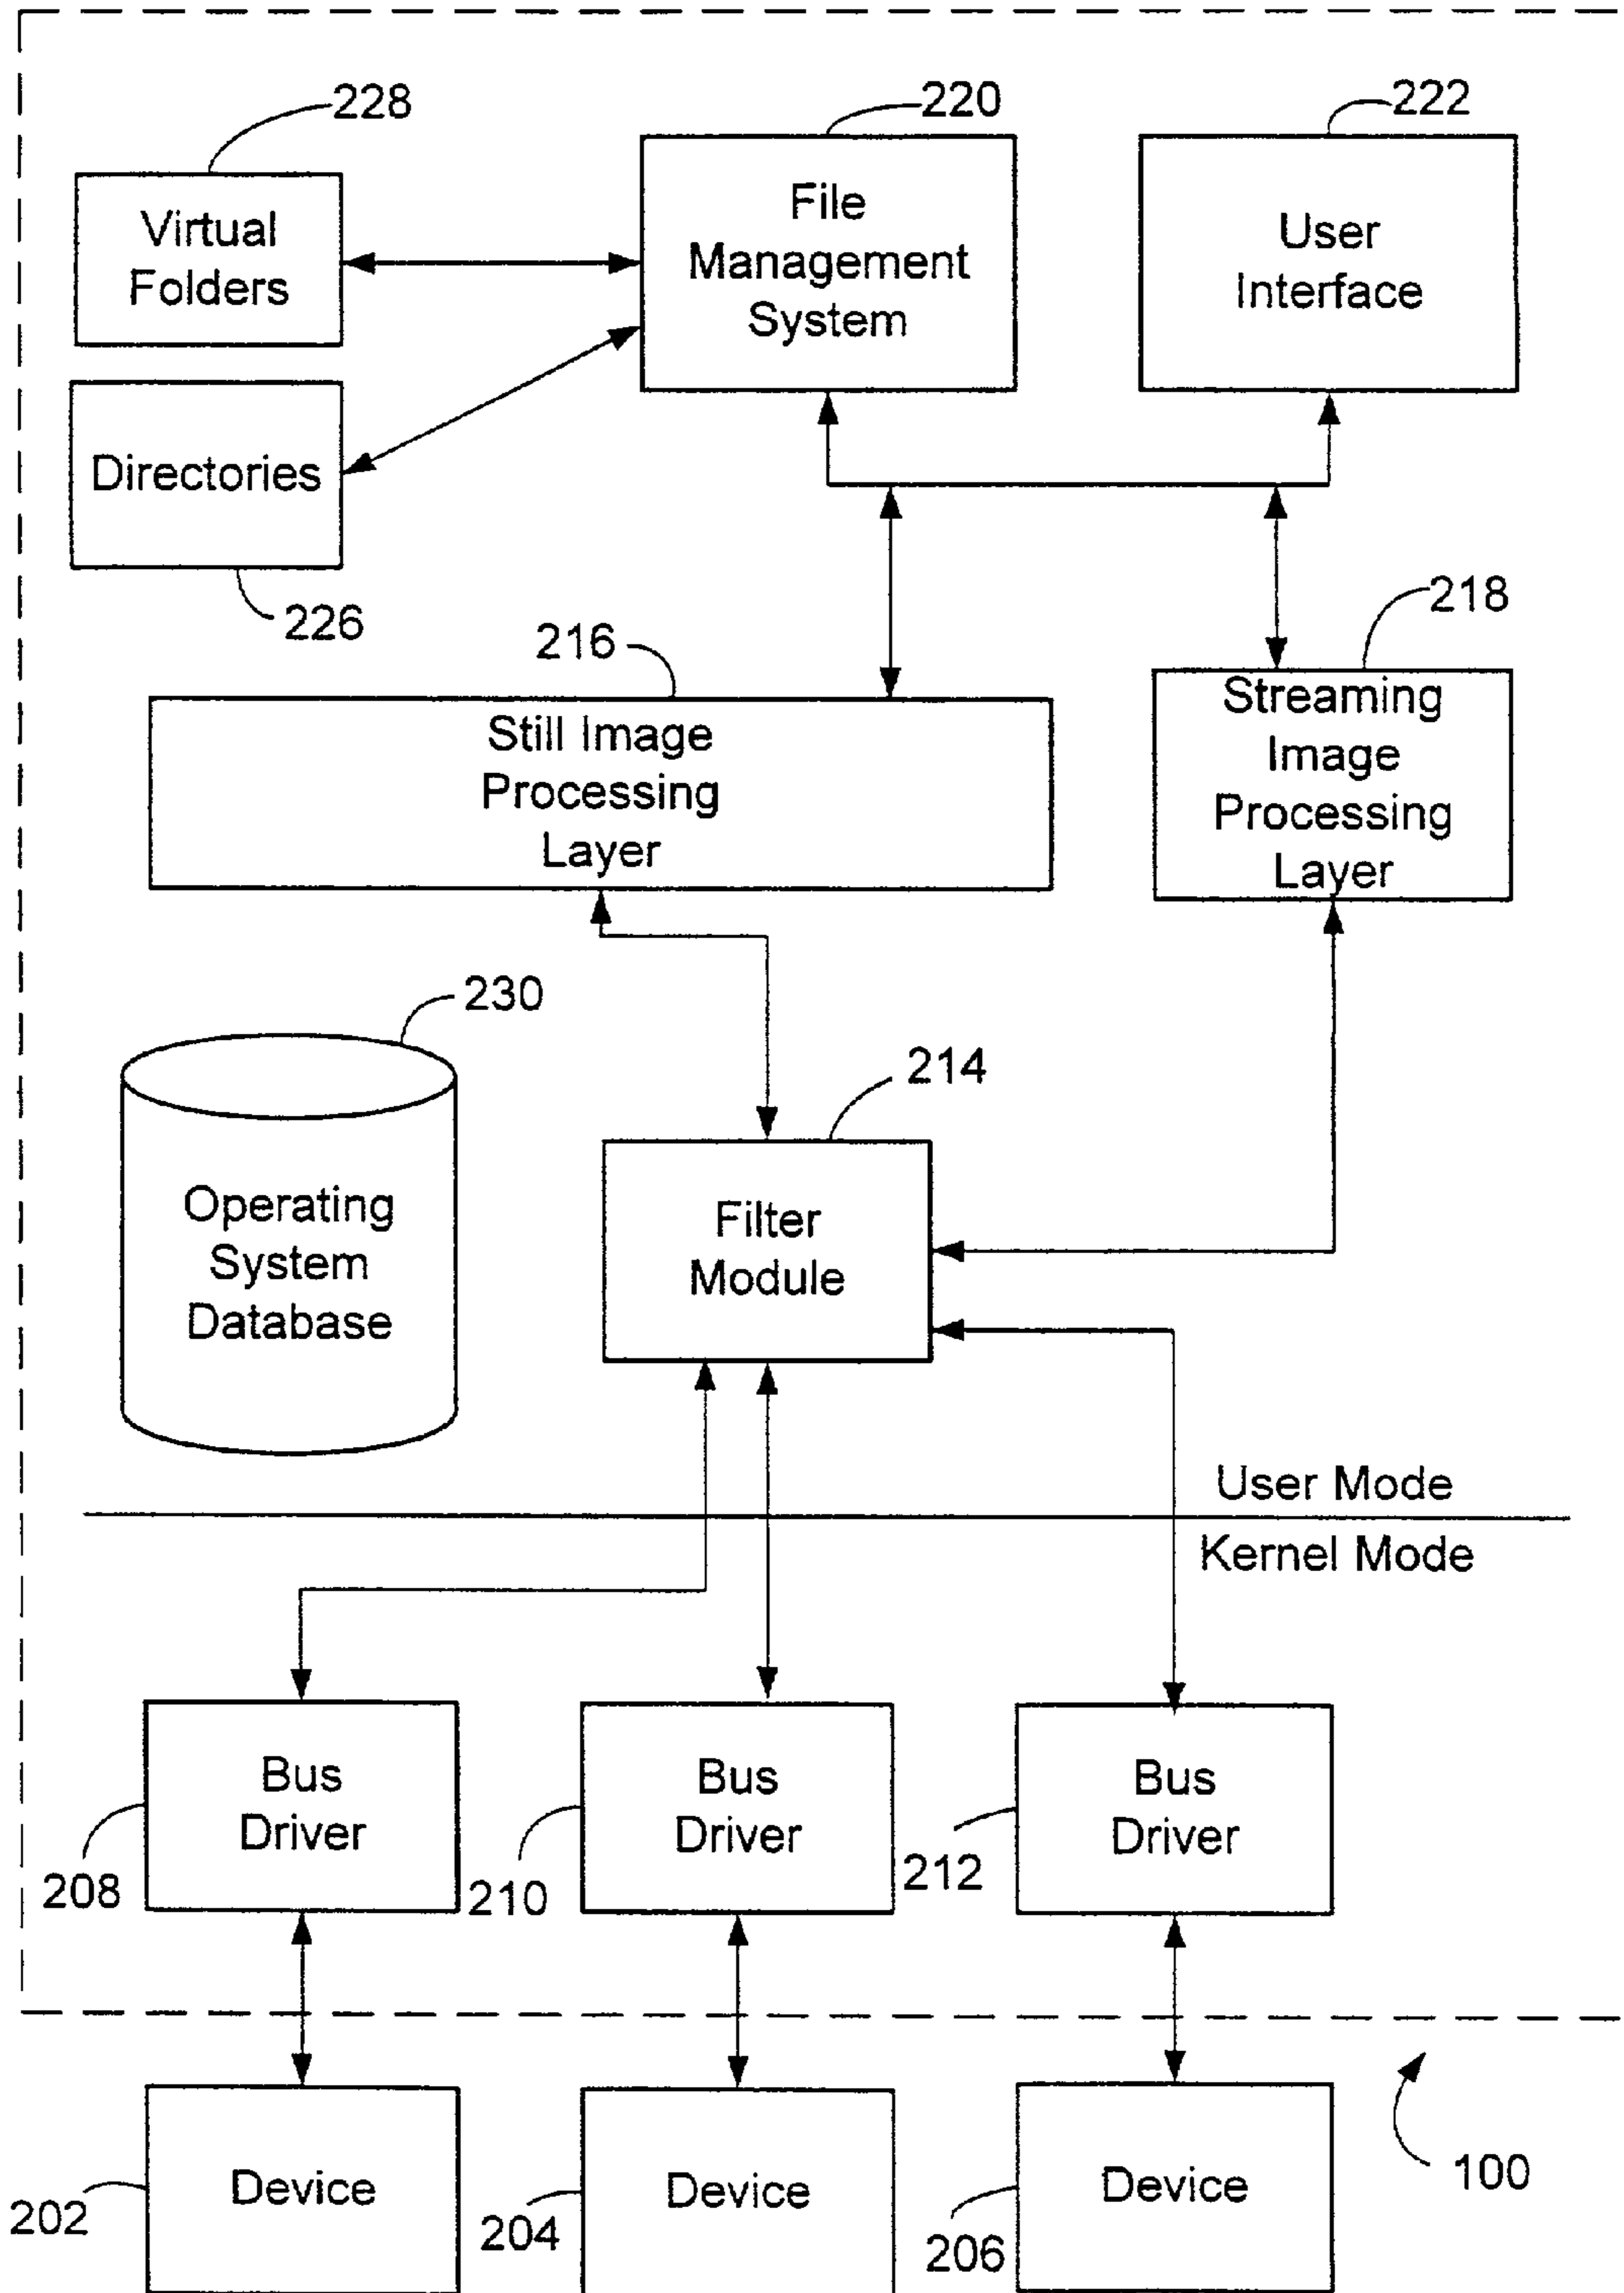 228
220
222
Virtual
Folders
File
Management
System
User
Interface
Directories
226
216
218
Still Image
Processing
Layer
Streaming
Image
Processing
Layer
230
214
Operating
System
Database
Filter
Module
User Mode
Kernel Mode
Bus
Driver
Bus
Driver
Bus
Driver
208
210
212
Device
Device
Device
202
204
206
100